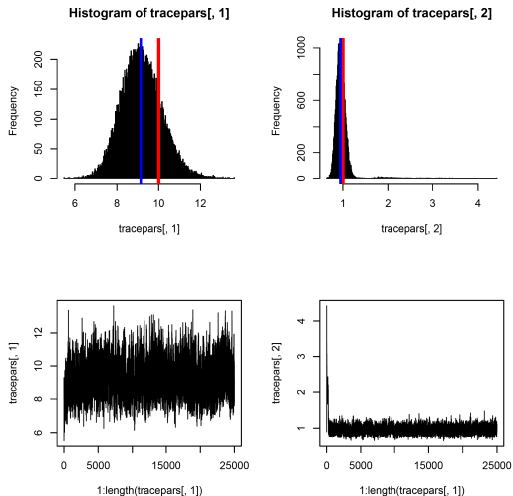 Histogram of tracepars[, 1]
Frequency
0 50 100 150 200
6 8 10 12
tracepars[, 1]
Histogram of tracepars[, 2]
Frequency
0 200 600 1000
1 2 3 4
tracepars[, 2]
tracepars[, 1]
6 8 10 12
0 5000 15000 25000
1:length(tracepars[, 1])
tracepars[, 2]
1 2 3 4
0 5000 15000 25000
1:length(tracepars[, 1])